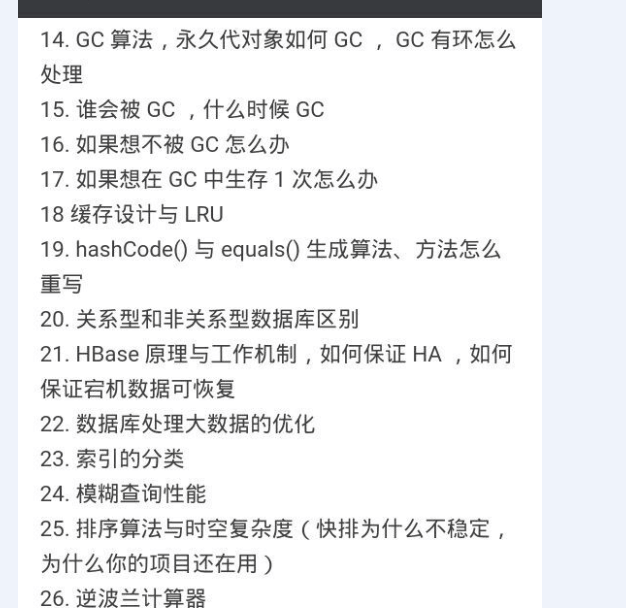 14. GC 算法，永久代对象如何 GC ， GC 有环怎么
处理
15. 谁会被 GC ，什么时候 GC
16. 如果想不被 GC 怎么办
17. 如果想在 GC 中生存 1 次怎么办
18 缓存设计与 LRU
19. hashCode() 与 equals() 生成算法、方法怎么
重写
20. 关系型和非关系型数据库区别
21. HBase 原理与工作机制，如何保证 HA ，如何
保证宕机数据可恢复
22. 数据库处理大数据的优化
23. 索引的分类
24. 模糊查询性能
25. 排序算法与时空复杂度（快排为什么不稳定，
为什么你的项目还在用）
26. 逆波兰计算器